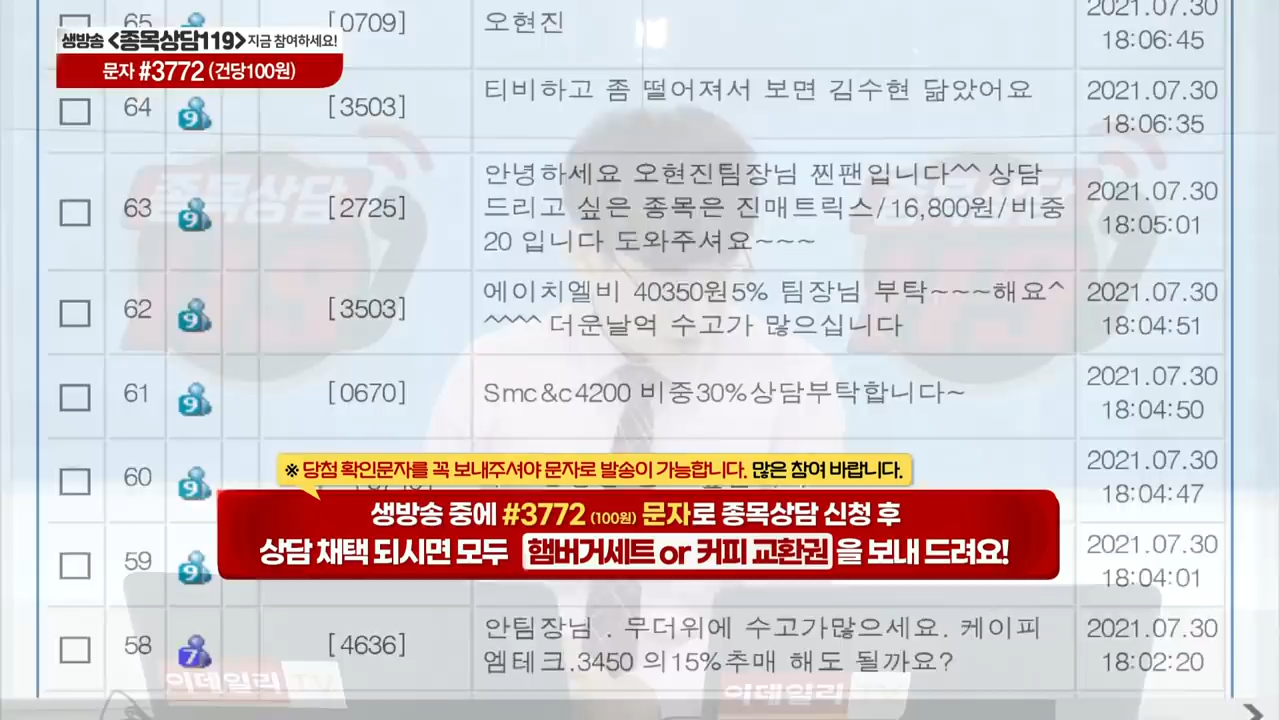 생방송 <종목상담119> 지금 참여하세요!
문자 #3772 (건당100원)
65 [0709] 오현진 2021.07.30
18:06:45
64 [3503] 티비하고 좀 떨어져서 보면 김수현 닮았어요 2021.07.30
18:06:35
63 [2725] 안녕하세요 오현진팀장님 찐팬입니다^^ 상담 2021.07.30
드리고 싶은 종목은 진매트릭스/16,800원/비중 18:05:01
20 입니다 도와주셔요~~~
62 [3503] 에이치엘비 40350원5% 팀장님 부탁~~~해요^ 2021.07.30
^^^^ 더운날억 수고가 많으십니다 18:04:51
61 [0670] Smc&c4200 비중30%상담부탁합니다~ 2021.07.30
18:04:50
60 2021.07.30
18:04:47
※ 당첨 확인문자를 꼭 보내주셔야 문자로 발송이 가능합니다. 많은 참여 바랍니다.
생방송 중에 #3772 (100원) 문자로 종목상담 신청 후
상담 채택 되시면 모두 햄버거세트 or 커피 교환권 을 보내 드려요!
59 2021.07.30
18:04:01
58 [4636] 안팀장님 . 무더위에 수고가많으세요. 케이피 2021.07.30
엠테크.3450 의15%추매 해도 될까요? 18:02:20
종목상담
119
종목상담
119
이데일리 TV
이데일리 TV